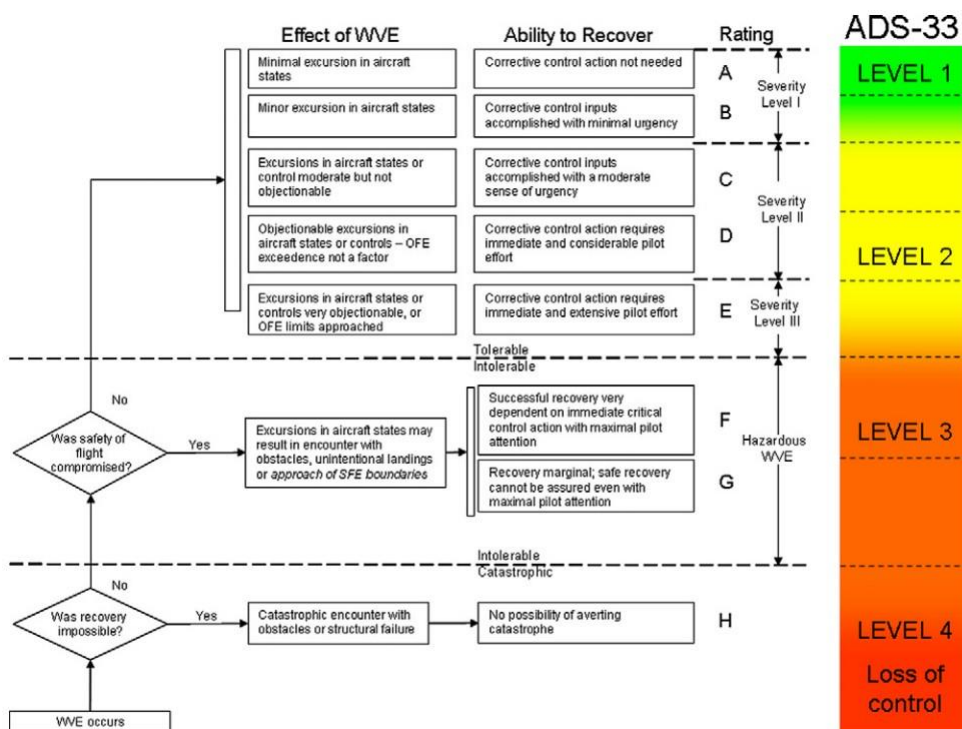 Effect of WVE
Ability to Recover
Rating
ADS-33
Minimal excursion in aircraft
states
Corrective control action not needed
A
Minor excursion in aircraft states
Corrective control inputs
accomplished with minimal urgency
B
Severity
Level I
Excursions in aircraft states or
control moderate but not
objectionable
Corrective control inputs
accomplished with a moderate
sense of urgency
C
Objectionable excursions in
aircraft states or controls – OFE
exceedence not a factor
Corrective control action requires
immediate and considerable pilot
effort
D
Severity
Level II
Excursions in aircraft states or
controls very objectionable, or
OFE limits approached
Corrective control action requires
immediate and extensive pilot effort
E
Severity
Level III
Tolerable
Intolerable
No
Was safety of
flight
compromised?
Yes
Excursions in aircraft states may
result in encounter with
obstacles, unintentional landings
or approach of SFE boundaries
Successful recovery very
dependent on immediate critical
control action with maximal pilot
attention
F
Recovery marginal; safe recovery
cannot be assured even with
maximal pilot attention
G
Hazardous
WVE
Intolerable
Catastrophic
No
Was recovery
impossible?
Yes
Catastrophic encounter with
obstacles or structural failure
No possibility of averting
catastrophe
H
WVE occurs
LEVEL 1
LEVEL 2
LEVEL 3
LEVEL 4
Loss of
control